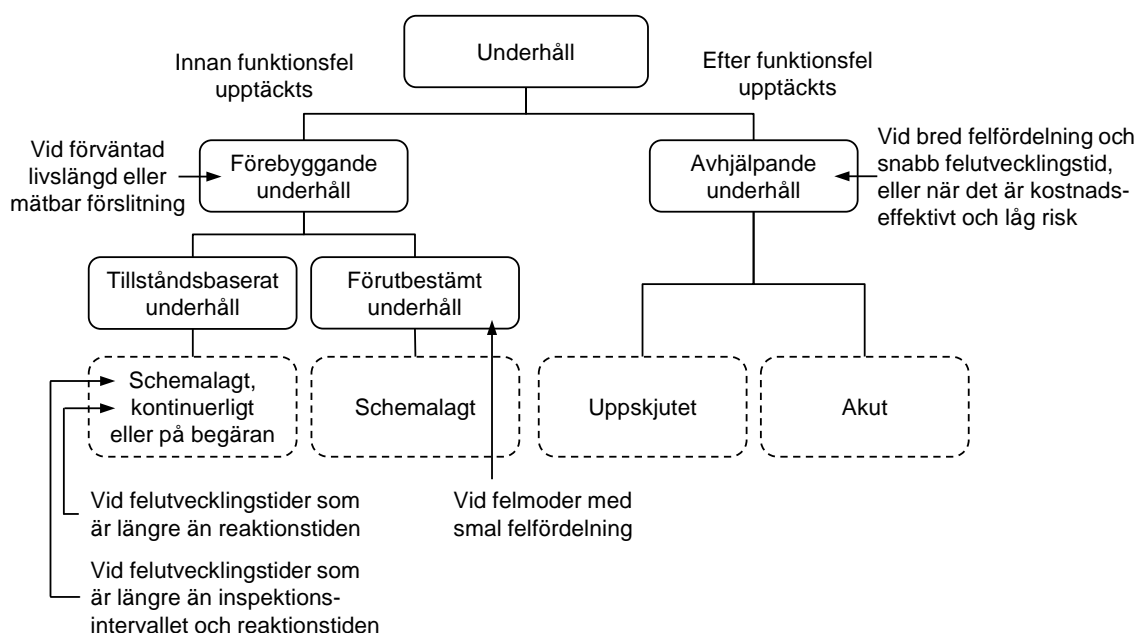 Underhåll
Innan funktionsfel
upptäckts
Efter funktionsfel
upptäckts
Vid förväntad
livslängd eller
mätbar förslitning
Förebyggande
underhåll
Avhjälpande
underhåll
Vid bred felfördelning och
snabb felutvecklingstid,
eller när det är kostnads-
effektivt och låg risk
Tillståndsbaserat
underhåll
Förutbestämt
underhåll
Schemalagt,
kontinuerligt
eller på begäran
Schemalagt
Uppskjutet
Akut
Vid felutvecklingstider som
är längre än reaktionstiden
Vid felmoder med
smal felfördelning
Vid felutvecklingstider som
är längre än inspektions-
intervallet och reaktionstiden